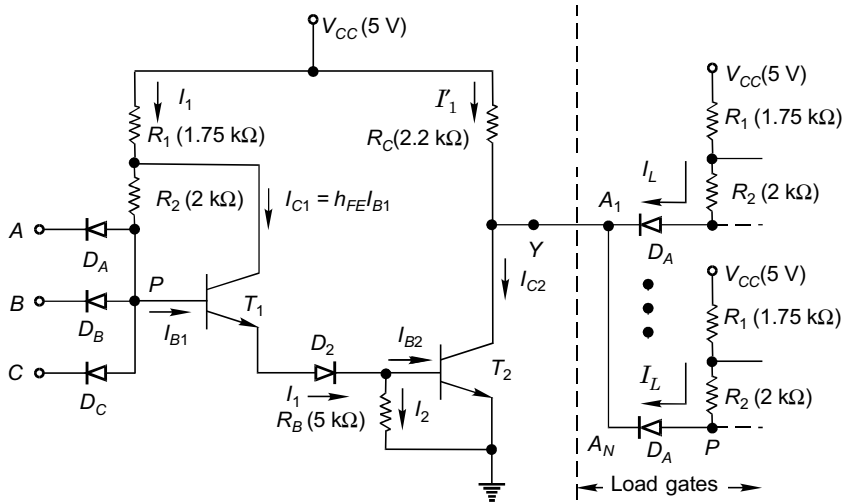 V_CC (5 V)
I_1
R_1 (1.75 kΩ)
R_2 (2 kΩ)
I_C1 = h_FE I_B1
I'_1
R_C (2.2 kΩ)
A
D_A
B
D_B
C
D_C
P
I_B1
T_1
D_2
I_1
R_B (5 kΩ)
I_B2
I_2
T_2
I_C2
Y
A_1
V_CC (5 V)
R_1 (1.75 kΩ)
I_L
R_2 (2 kΩ)
D_A
V_CC (5 V)
R_1 (1.75 kΩ)
I_L
R_2 (2 kΩ)
A_N
D_A
P
Load gates